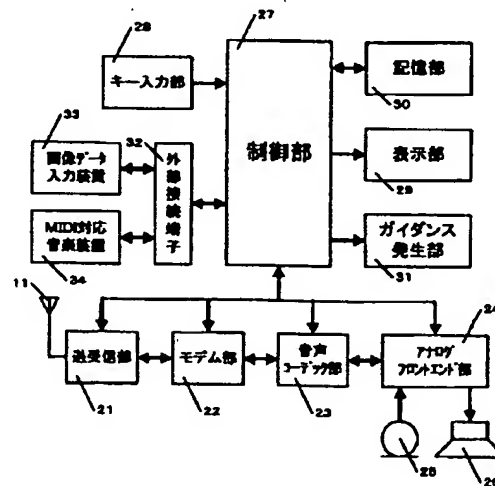 28
キー入力部
27
制御部
記憶部
30
表示部
29
ガイダンス
発生部
31
33
画像データ
入力装置
32
外部接続端子
MIDI対応
音楽装置
34
11
送受信部
21
モデム部
22
音声
コーデック部
23
24
アナログ
フロントエンド部
25
26